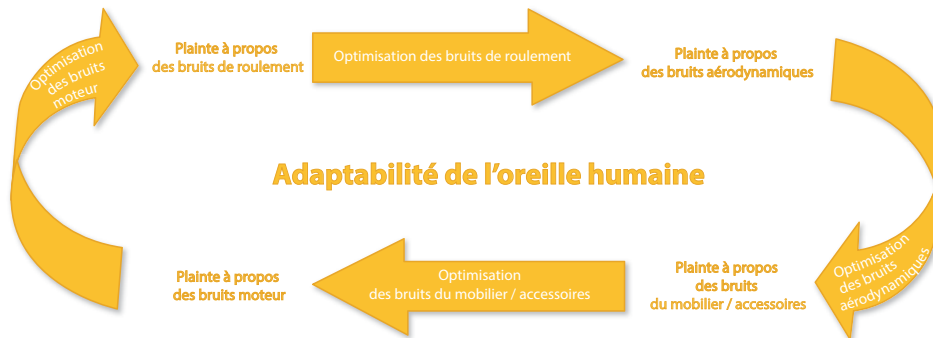 Optimisation
des bruits
moteur
Plainte à propos
des bruits de roulement
Optimisation des bruits de roulement
Plainte à propos
des bruits aérodynamiques
Adaptabilité de l’oreille humaine
Plainte à propos
des bruits moteur
Optimisation
des bruits du mobilier / accessoires
Plainte à propos
des bruits
du mobilier / accessoires
Optimisation
des bruits
aérodynamiques